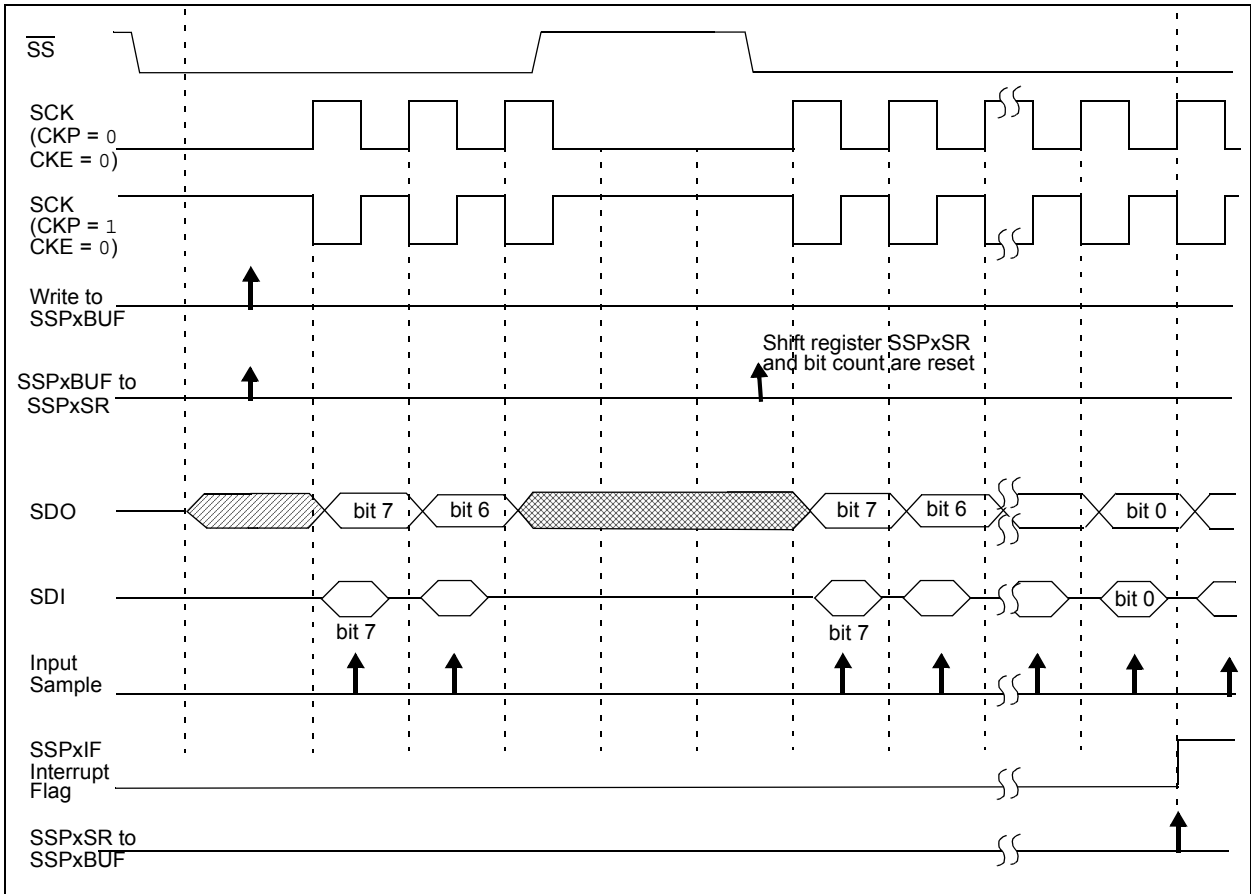 SS
SCK
(CKP = 0
CKE = 0)
SCK
(CKP = 1
CKE = 0)
Write to
SSPxBUF
Shift register SSPxSR
and bit count are reset
SSPxBUF to
SSPxSR
SDO
bit 7
bit 6
bit 7
bit 6
bit 0
SDI
bit 0
bit 7
bit 7
Input
Sample
SSPxIF
Interrupt
Flag
SSPxSR to
SSPxBUF